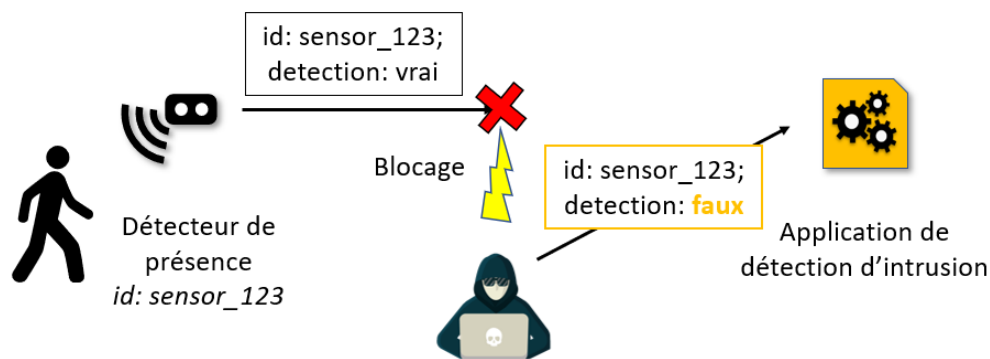 id: sensor_123;
detection: vrai
Blocage
id: sensor_123;
detection: faux
Détecteur de
présence
id: sensor_123
Application de
détection d’intrusion